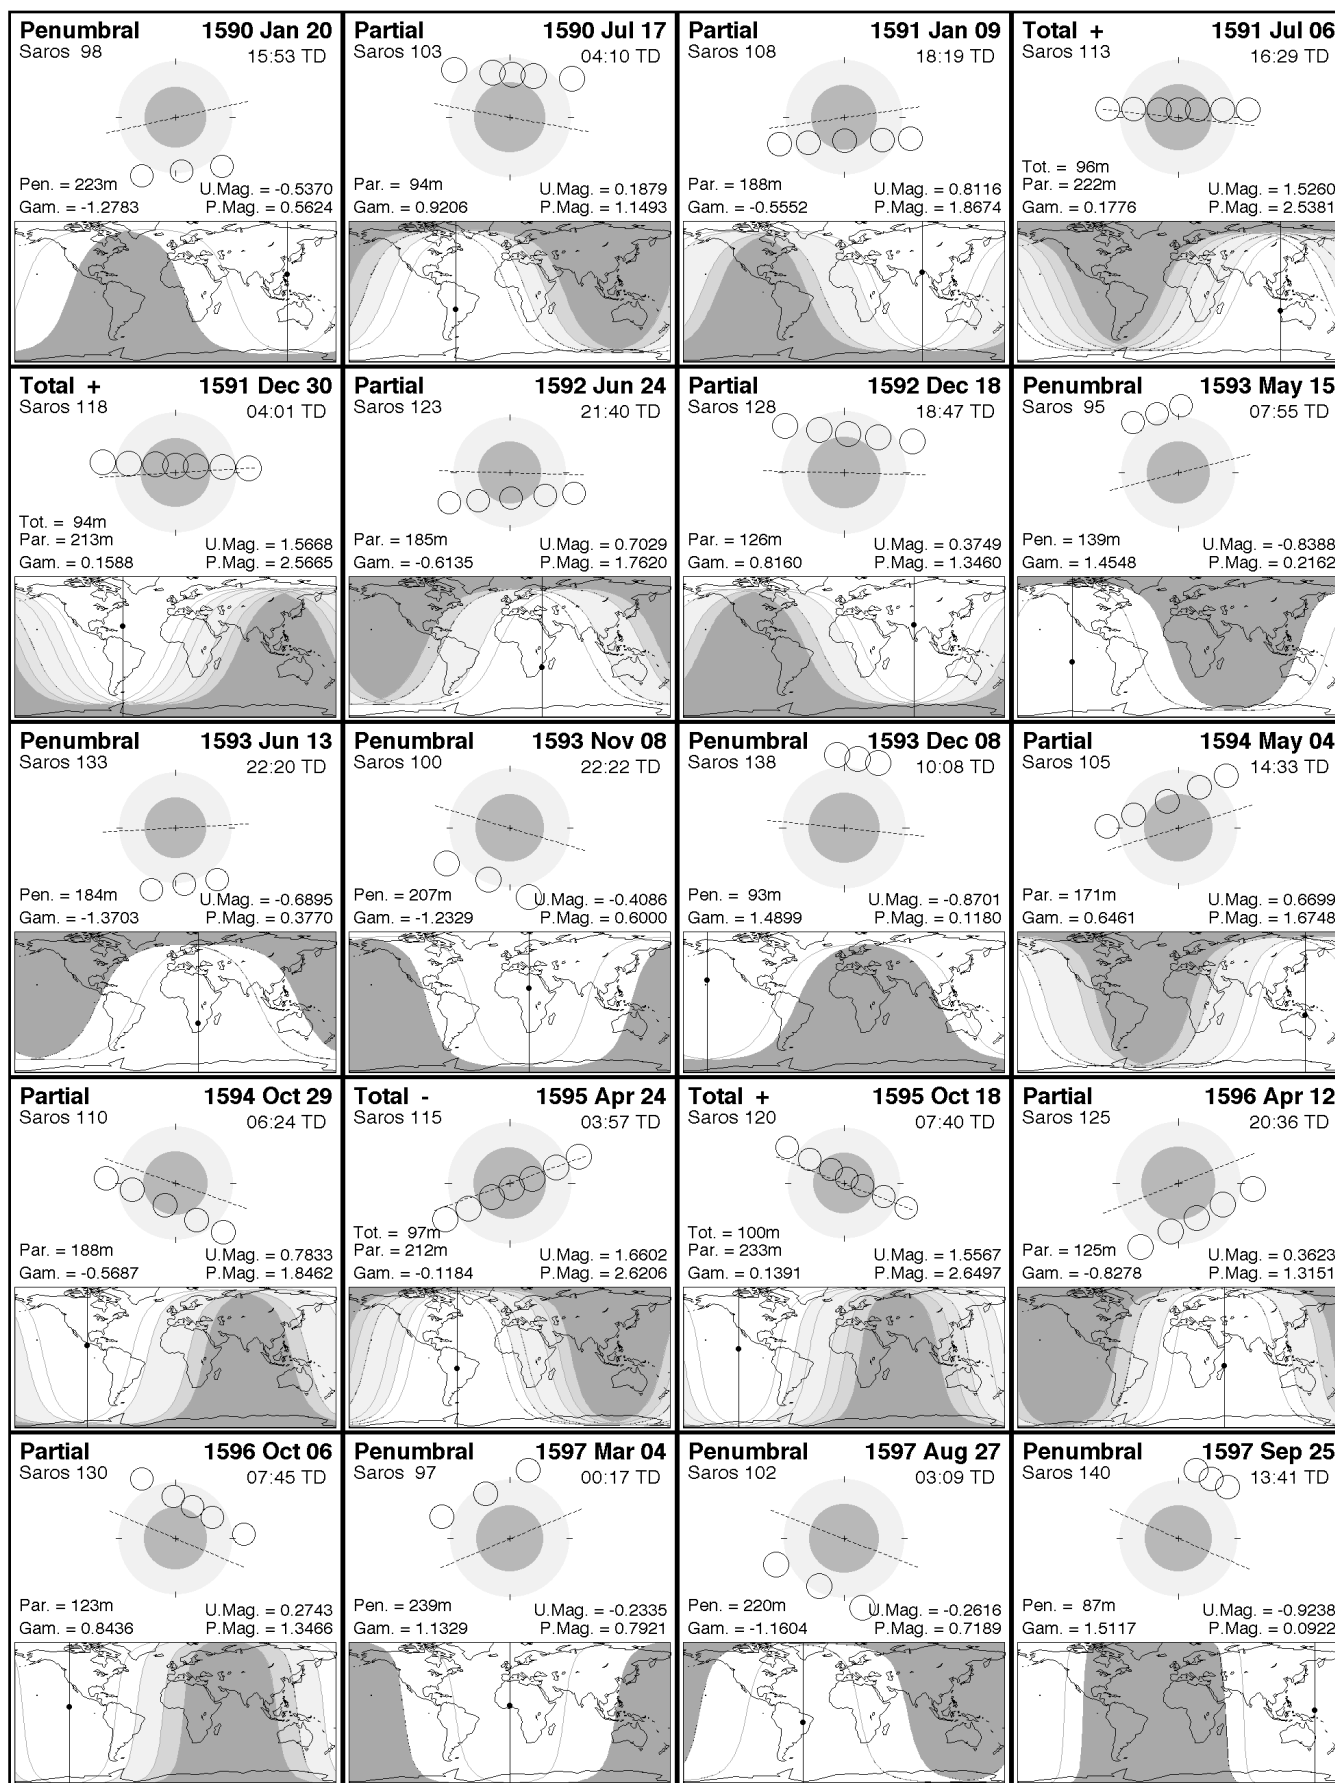 Penumbral 1590 Jan 20
Saros 98 15:53 TD
Pen. = 223m U.Mag. = -0.5370
Gam. = -1.2783 P.Mag. = 0.5624
Partial 1590 Jul 17
Saros 103 04:10 TD
Par. = 94m U.Mag. = 0.1879
Gam. = 0.9206 P.Mag. = 1.1493
Partial 1591 Jan 09
Saros 108 18:19 TD
Par. = 188m U.Mag. = 0.8116
Gam. = -0.5552 P.Mag. = 1.8674
Total + 1591 Jul 06
Saros 113 16:29 TD
Tot. = 96m
Par. = 222m U.Mag. = 1.5260
Gam. = 0.1776 P.Mag. = 2.5381
Total + 1591 Dec 30
Saros 118 04:01 TD
Tot. = 94m
Par. = 213m U.Mag. = 1.5668
Gam. = 0.1588 P.Mag. = 2.5665
Partial 1592 Jun 24
Saros 123 21:40 TD
Par. = 185m U.Mag. = 0.7029
Gam. = -0.6135 P.Mag. = 1.7620
Partial 1592 Dec 18
Saros 128 18:47 TD
Par. = 126m U.Mag. = 0.3749
Gam. = 0.8160 P.Mag. = 1.3460
Penumbral 1593 May 15
Saros 95 07:55 TD
Pen. = 139m U.Mag. = -0.8388
Gam. = 1.4548 P.Mag. = 0.2162
Penumbral 1593 Jun 13
Saros 133 22:20 TD
Pen. = 184m U.Mag. = -0.6895
Gam. = -1.3703 P.Mag. = 0.3770
Penumbral 1593 Nov 08
Saros 100 22:22 TD
Pen. = 207m U.Mag. = -0.4086
Gam. = -1.2329 P.Mag. = 0.6000
Penumbral 1593 Dec 08
Saros 138 10:08 TD
Pen. = 93m U.Mag. = -0.8701
Gam. = 1.4899 P.Mag. = 0.1180
Partial 1594 May 04
Saros 105 14:33 TD
Par. = 171m U.Mag. = 0.6699
Gam. = 0.6461 P.Mag. = 1.6748
Partial 1594 Oct 29
Saros 110 06:24 TD
Par. = 188m U.Mag. = 0.7833
Gam. = -0.5687 P.Mag. = 1.8462
Total - 1595 Apr 24
Saros 115 03:57 TD
Tot. = 97m
Par. = 212m U.Mag. = 1.6602
Gam. = -0.1184 P.Mag. = 2.6206
Total + 1595 Oct 18
Saros 120 07:40 TD
Tot. = 100m
Par. = 233m U.Mag. = 1.5567
Gam. = 0.1391 P.Mag. = 2.6497
Partial 1596 Apr 12
Saros 125 20:36 TD
Par. = 125m U.Mag. = 0.3623
Gam. = -0.8278 P.Mag. = 1.3151
Partial 1596 Oct 06
Saros 130 07:45 TD
Par. = 123m U.Mag. = 0.2743
Gam. = 0.8436 P.Mag. = 1.3466
Penumbral 1597 Mar 04
Saros 97 00:17 TD
Pen. = 239m U.Mag. = -0.2335
Gam. = 1.1329 P.Mag. = 0.7921
Penumbral 1597 Aug 27
Saros 102 03:09 TD
Pen. = 220m U.Mag. = -0.2616
Gam. = -1.1604 P.Mag. = 0.7189
Penumbral 1597 Sep 25
Saros 140 13:41 TD
Pen. = 87m U.Mag. = -0.9238
Gam. = 1.5117 P.Mag. = 0.0922